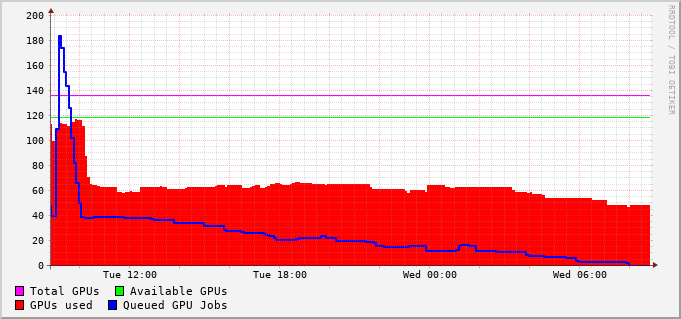 200
180
160
140
120
100
80
60
40
20
0
Tue 12:00 Tue 18:00 Wed 00:00 Wed 06:00
Total GPUs Available GPUs
GPUs used Queued GPU Jobs
RRDTOOL / TOBI OETIKER